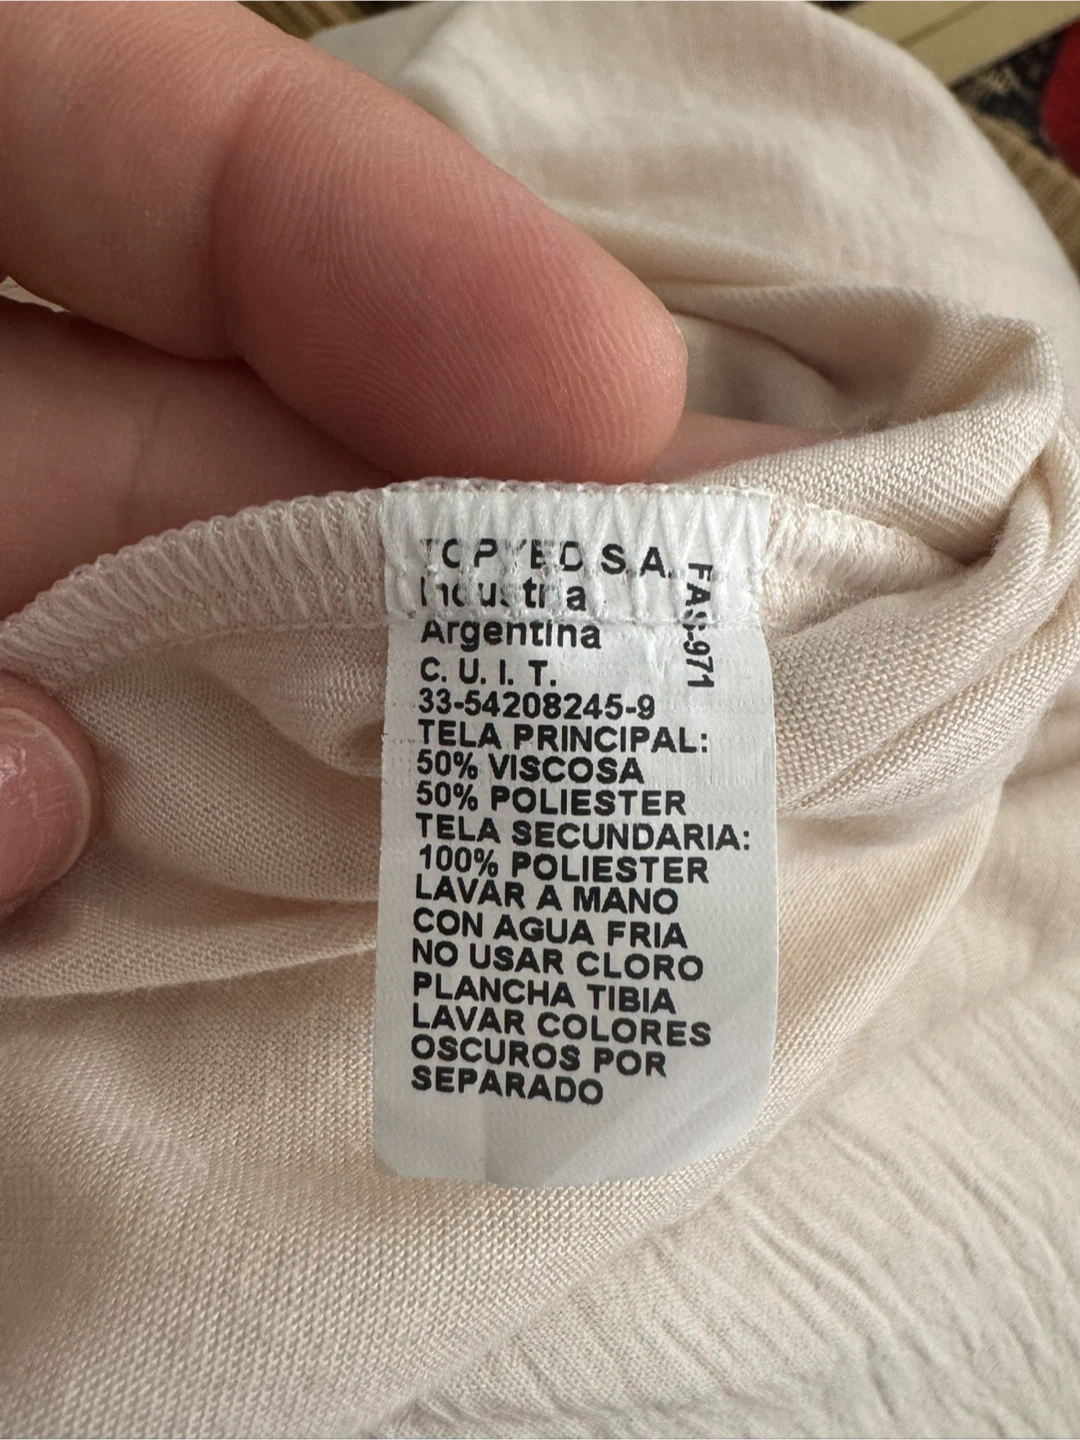 TOPYED S.A.
Industria
Argentina
C. U. I. T.
33-54208245-9
TELA PRINCIPAL:
50% VISCOSA
50% POLIESTER
TELA SECUNDARIA:
100% POLIESTER
LAVAR A MANO
CON AGUA FRIA
NO USAR CLORO
PLANCHA TIBIA
LAVAR COLORES
OSCUROS POR
SEPARADO